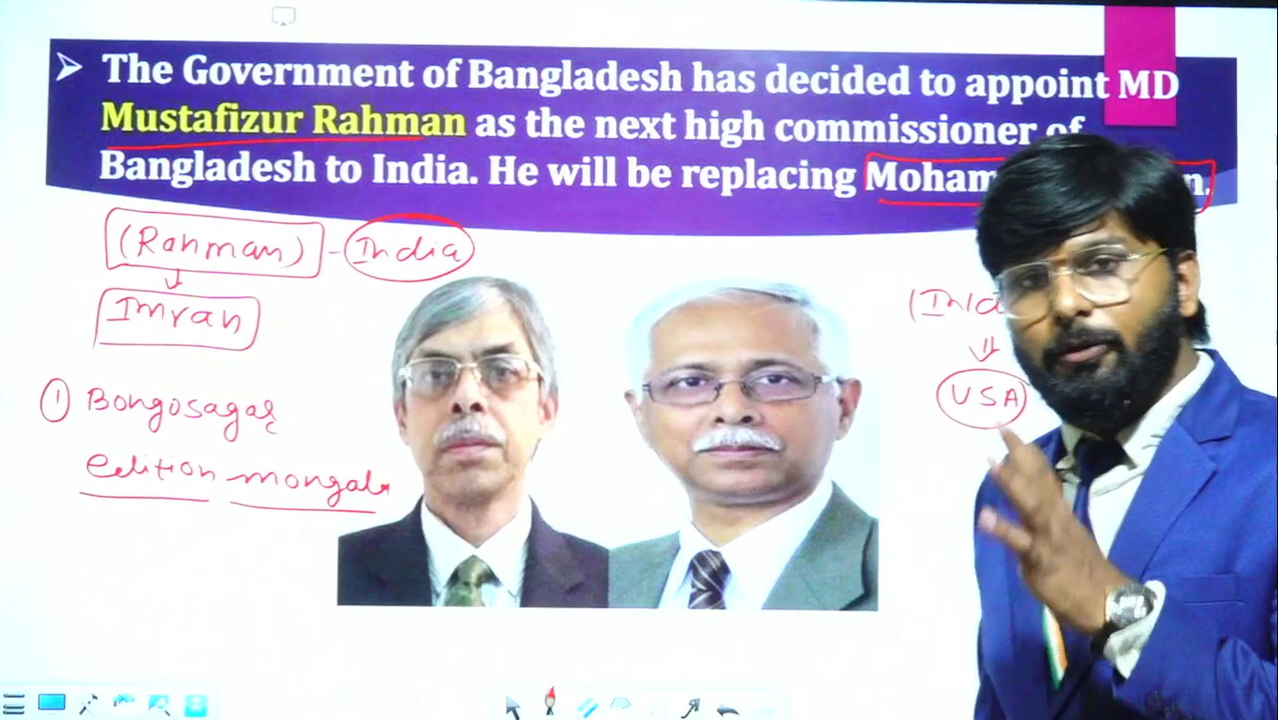 The Government of Bangladesh has decided to appoint MD
Mustafizur Rahman as the next high commissioner of
Bangladesh to India. He will be replacing
(Rahman) - India
Imran
① Bongosagar
edition mongal
USA